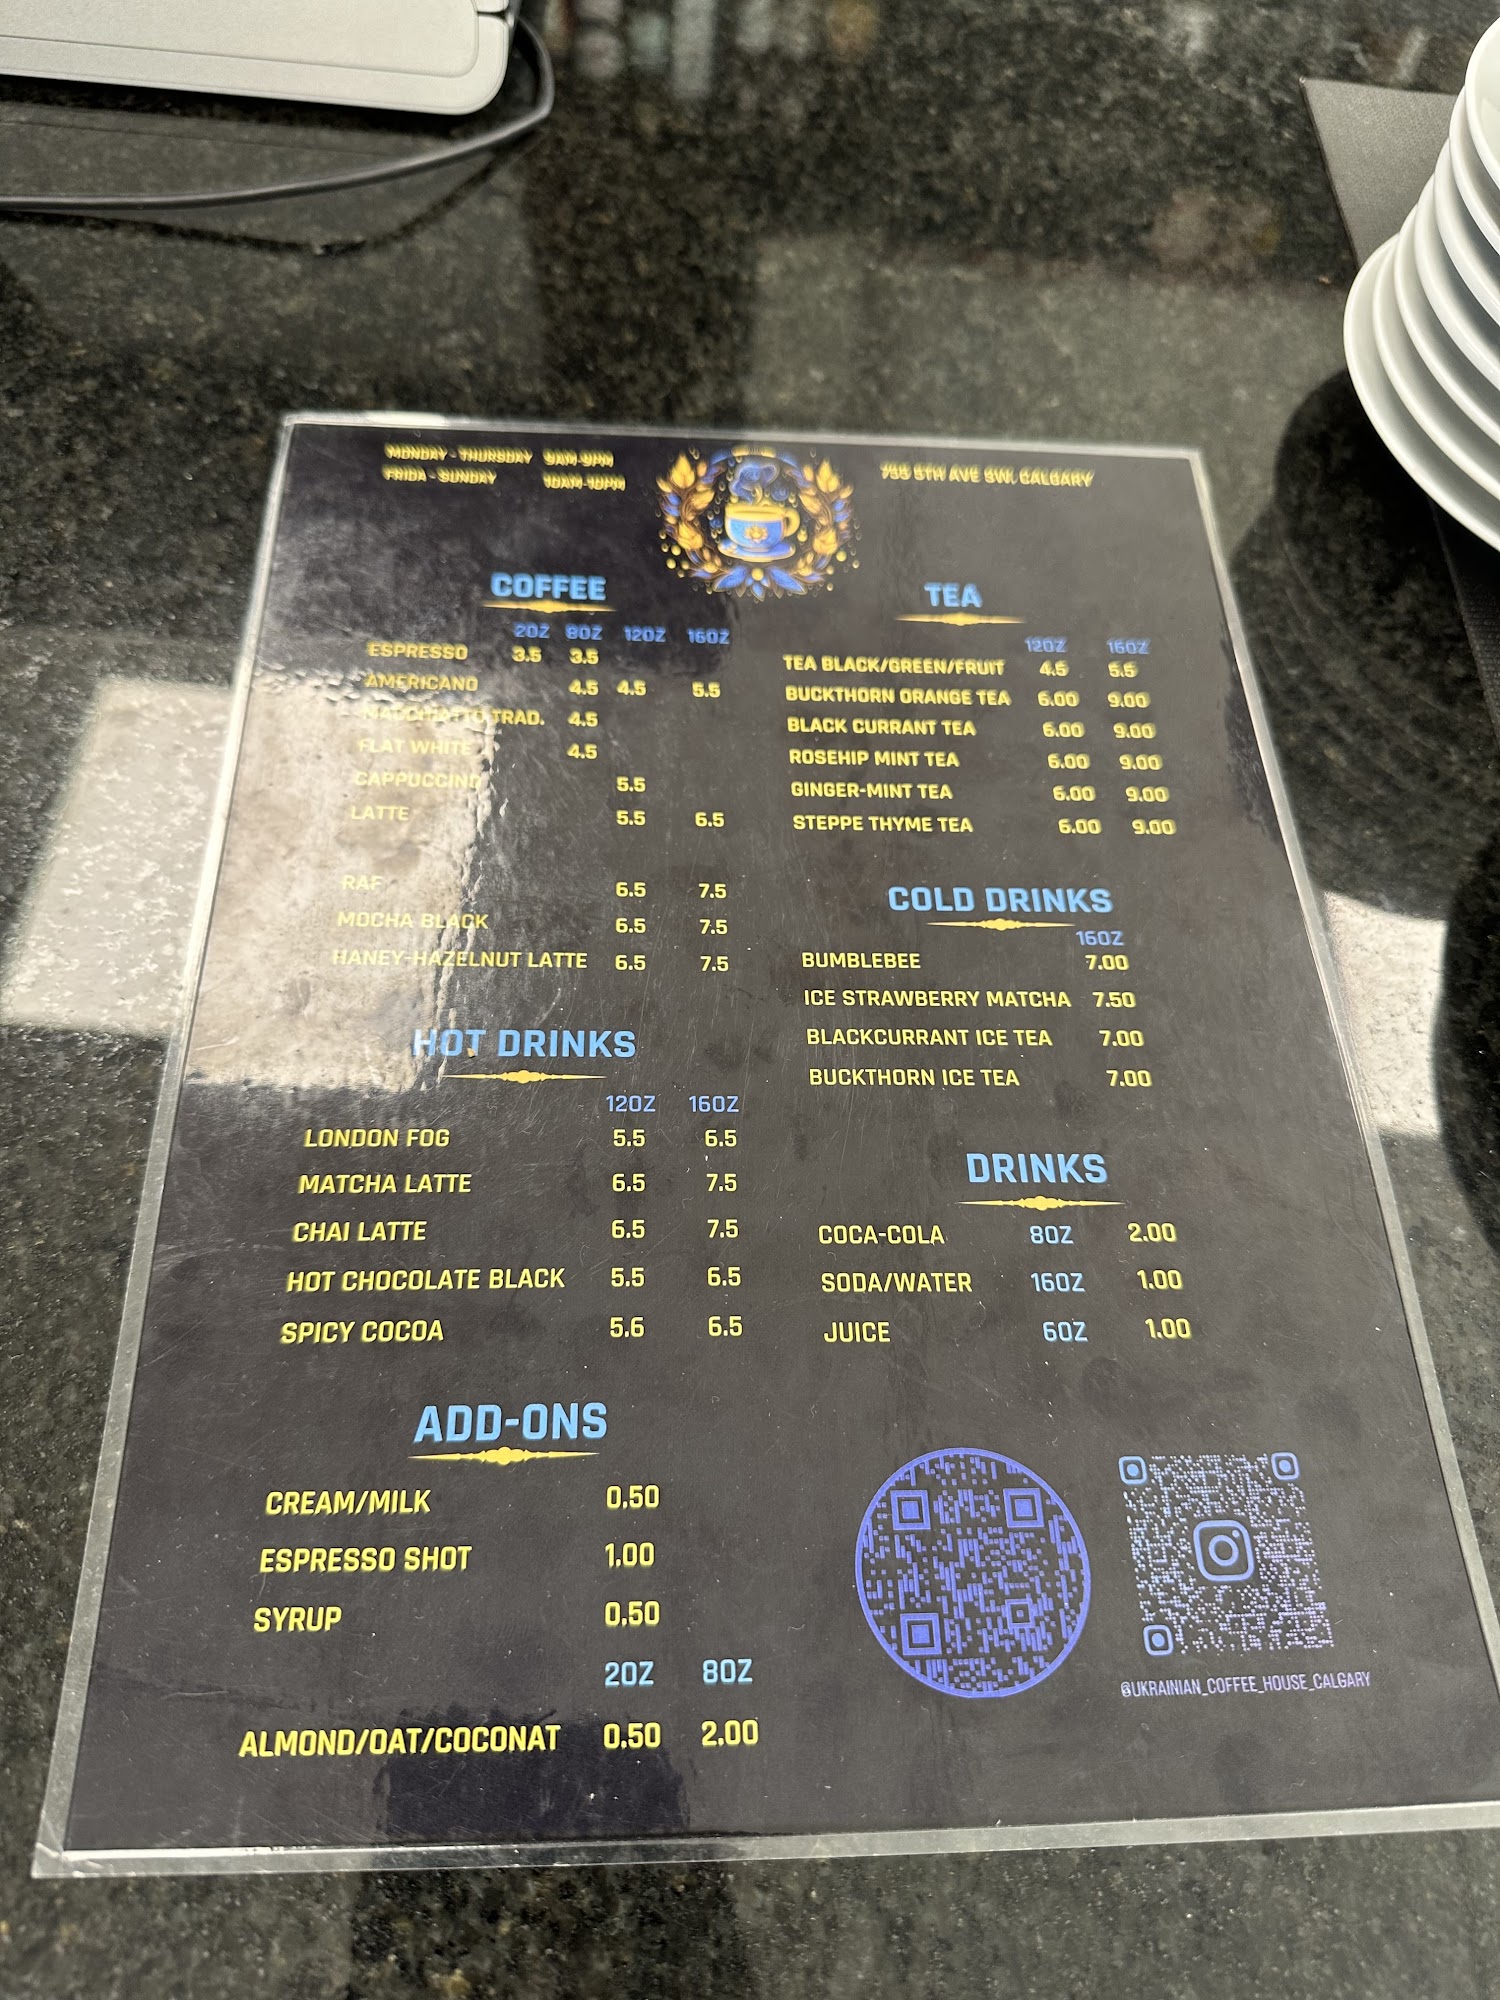 MONDAY - THURSDAY 9AM-9PM
FRIDA - SUNDAY 10AM-10PM
5TH AVE SW, CALGARY
COFFEE
2OZ 8OZ 12OZ 16OZ
ESPRESSO 3.5 3.5
AMERICANO 4.5 4.5 5.5
MACCHIATTO TRAD. 4.5
FLAT WHITE 4.5
CAPPUCCINO 5.5
LATTE 5.5 6.5
RAF 6.5 7.5
MOCHA BLACK 6.5 7.5
HANEY-HAZELNUT LATTE 6.5 7.5
HOT DRINKS
12OZ 16OZ
LONDON FOG 5.5 6.5
MATCHA LATTE 6.5 7.5
CHAI LATTE 6.5 7.5
HOT CHOCOLATE BLACK 5.5 6.5
SPICY COCOA 5.6 6.5
ADD-ONS
CREAM/MILK 0.50
ESPRESSO SHOT 1.00
SYRUP 0.50
2OZ 8OZ
ALMOND/OAT/COCONAT 0.50 2.00
TEA
12OZ 16OZ
TEA BLACK/GREEN/FRUIT 4.5 5.5
BUCKTHORN ORANGE TEA 6.00 9.00
BLACK CURRANT TEA 6.00 9.00
ROSEHIP MINT TEA 6.00 9.00
GINGER-MINT TEA 6.00 9.00
STEPPE THYME TEA 6.00 9.00
COLD DRINKS
16OZ
BUMBLEBEE 7.00
ICE STRAWBERRY MATCHA 7.50
BLACKCURRANT ICE TEA 7.00
BUCKTHORN ICE TEA 7.00
DRINKS
COCA-COLA 8OZ 2.00
SODA/WATER 16OZ 1.00
JUICE 6OZ 1.00
@UKRAINIAN_COFFEE_HOUSE_CALGARY